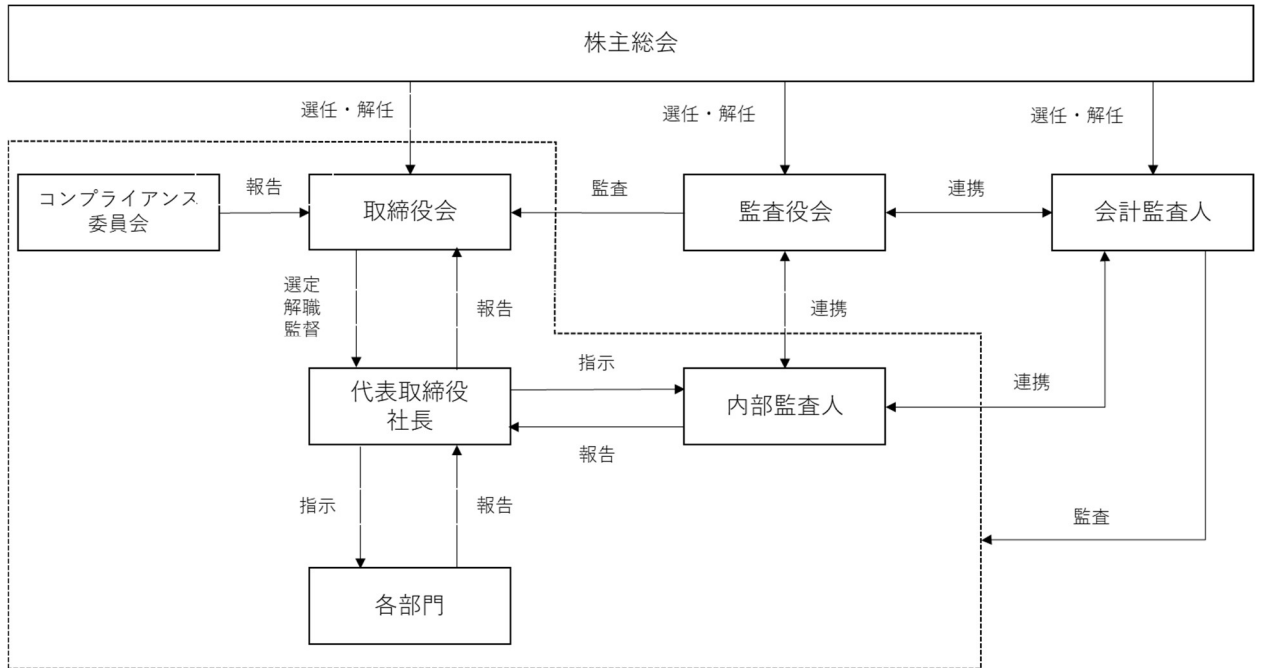 株主総会
選任・解任
選任・解任
選任・解任
コンプライアンス
委員会
報告
取締役会
監査
監査役会
連携
会計監査人
選定
解職
監督
報告
連携
代表取締役
社長
指示
報告
内部監査人
連携
指示
報告
監査
各部門